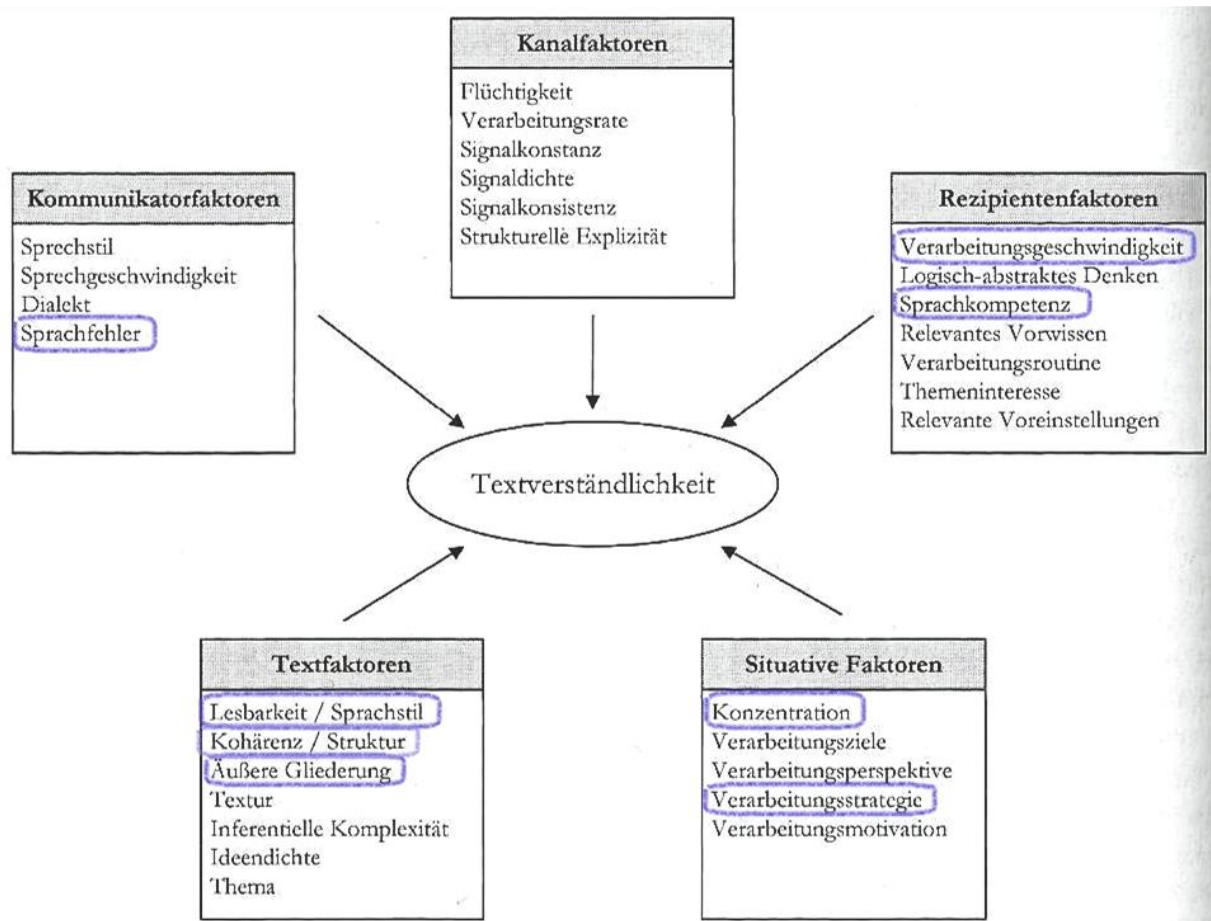 Kanalfaktoren
Flüchtigkeit
Verarbeitungsrate
Signalkonstanz
Signaldichte
Signalkonsistenz
Strukturelle Explizität
Kommunikatorfaktoren
Sprechstil
Sprechgeschwindigkeit
Dialekt
Sprachfehler
Rezipientenfaktoren
Verarbeitungsgeschwindigkeit
Logisch-abstraktes Denken
Sprachkompetenz
Relevantes Vorwissen
Verarbeitungsroutine
Themeninteresse
Relevante Voreinstellungen
Textverständlichkeit
Textfaktoren
Lesbarkeit / Sprachstil
Kohärenz / Struktur
Äußere Gliederung
Textur
Inferentielle Komplexität
Ideendichte
Thema
Situative Faktoren
Konzentration
Verarbeitungsziele
Verarbeitungsperspektive
Verarbeitungsstrategie
Verarbeitungsmotivation